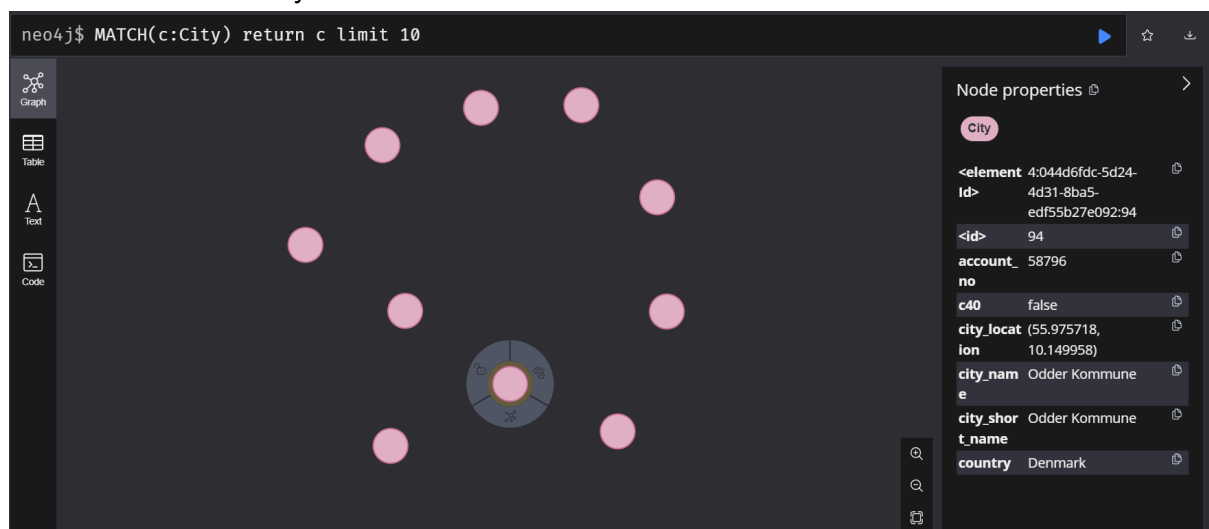 neo4j$ MATCH(c:City) return c limit 10
Graph
Table
A
Text
Code
Node properties
City
<element
Id>
4:044d6fdc-5d24-
4d31-8ba5-
edf55b27e092:94
<id> 94
account_
no
58796
c40 false
city_locat
ion
(55.975718,
10.149958)
city_nam
e
Odder Kommune
city_shor
t_name
Odder Kommune
country Denmark